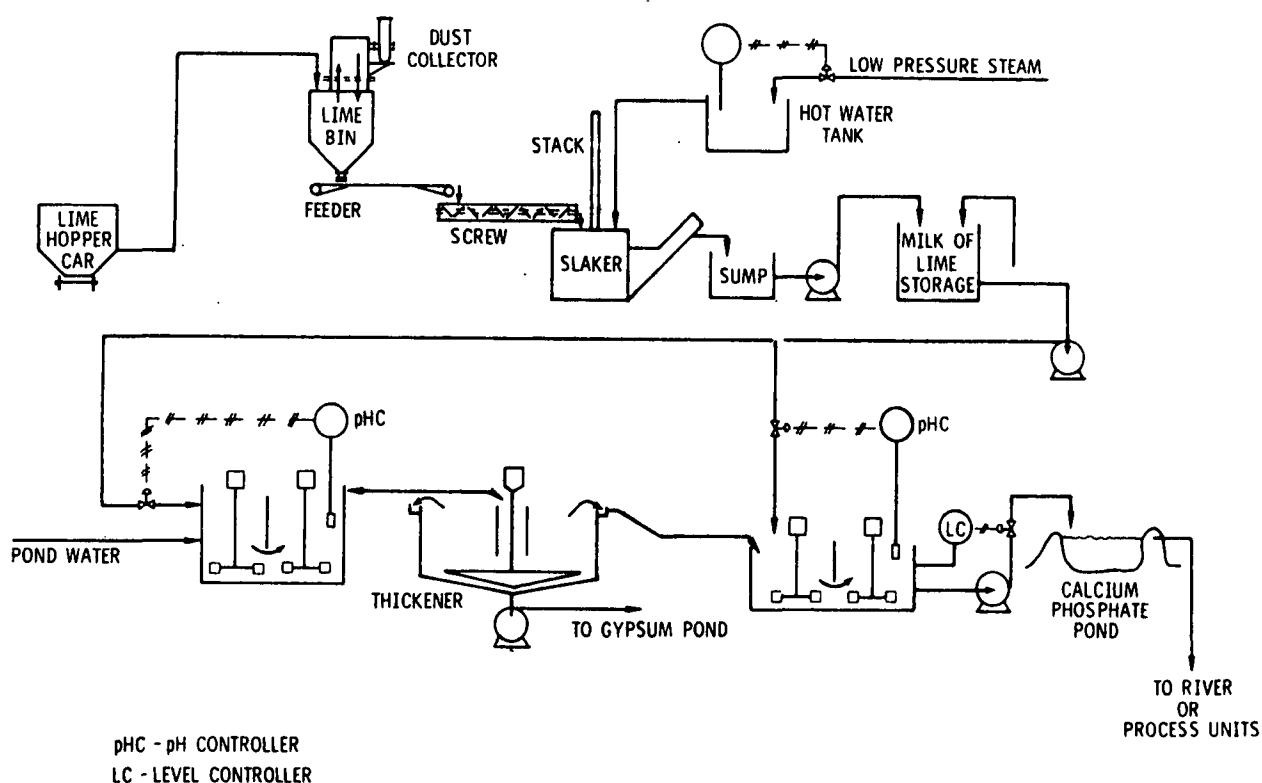 DUST
COLLECTOR
LOW PRESSURE STEAM
LIME
BIN
HOT WATER
TANK
STACK
FEEDER
LIME
HOPPER
CAR
SCREW
SLAKER
SUMP
MILK OF
LIME
STORAGE
pHC
pHC
LC
POND WATER
THICKENER
TO GYPSUM POND
CALCIUM
PHOSPHATE
POND
TO RIVER
OR
PROCESS UNITS
pHC - pH CONTROLLER
LC - LEVEL CONTROLLER